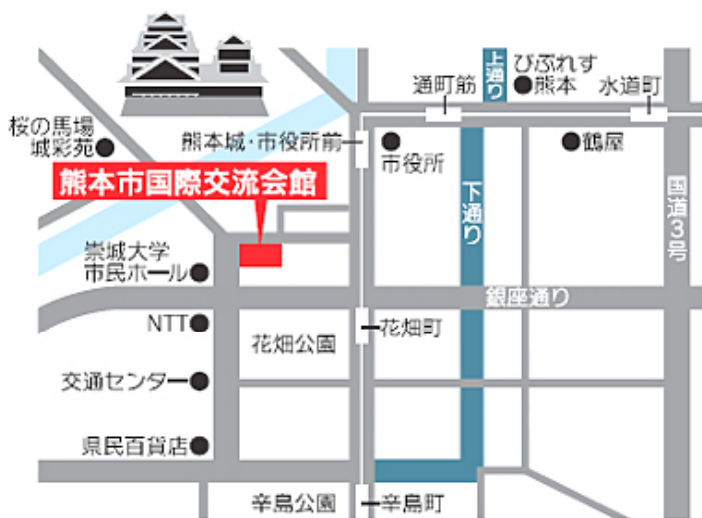 上通り
びぷれす
熊本
通町筋
水道町
桜の馬場
城彩苑
熊本城・市役所前
市役所
鶴屋
熊本市国際交流会館
下通り
国道3号
崇城大学
市民ホール
銀座通り
NTT
花畑公園
花畑町
交通センター
県民百貨店
辛島公園
辛島町